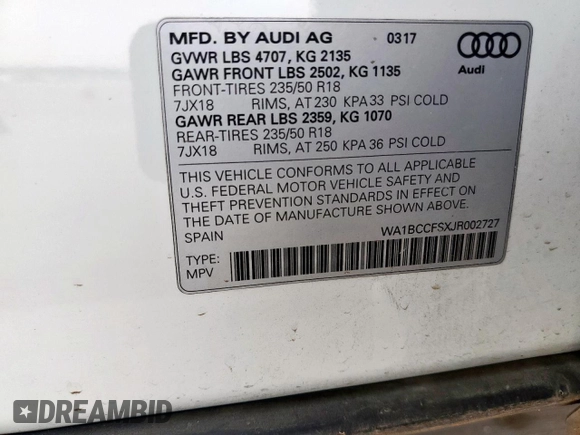 MFD. BY AUDI AG 0317
GVWR LBS 4707, KG 2135
GAWR FRONT LBS 2502, KG 1135
FRONT-TIRES 235/50 R18
7JX18 RIMS, AT 230 KPA 33 PSI COLD
GAWR REAR LBS 2359, KG 1070
REAR-TIRES 235/50 R18
7JX18 RIMS, AT 250 KPA 36 PSI COLD
Audi
THIS VEHICLE CONFORMS TO ALL APPLICABLE
U.S. FEDERAL MOTOR VEHICLE SAFETY AND
THEFT PREVENTION STANDARDS IN EFFECT ON
THE DATE OF MANUFACTURE SHOWN ABOVE.
SPAIN WA1BCCFSXJR002727
TYPE:
MPV
DREAMBID